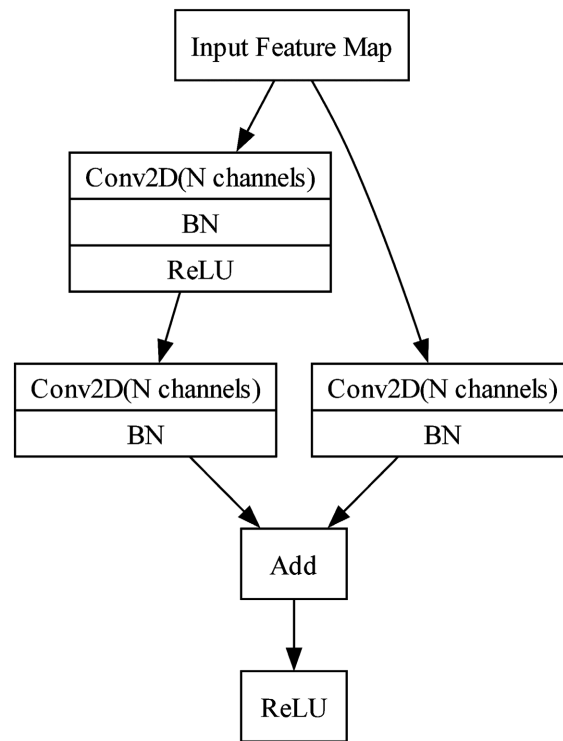 Input Feature Map
Conv2D(N channels)
BN
ReLU
Conv2D(N channels)
BN
Conv2D(N channels)
BN
Add
ReLU